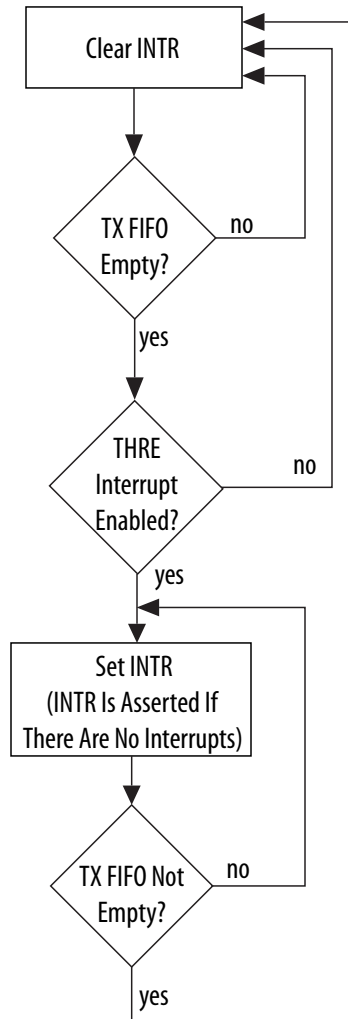 Clear INTR
TX FIFO
Empty?
no
yes
THRE
Interrupt
Enabled?
no
yes
Set INTR
(INTR Is Asserted If
There Are No Interrupts)
TX FIFO Not
Empty?
no
yes